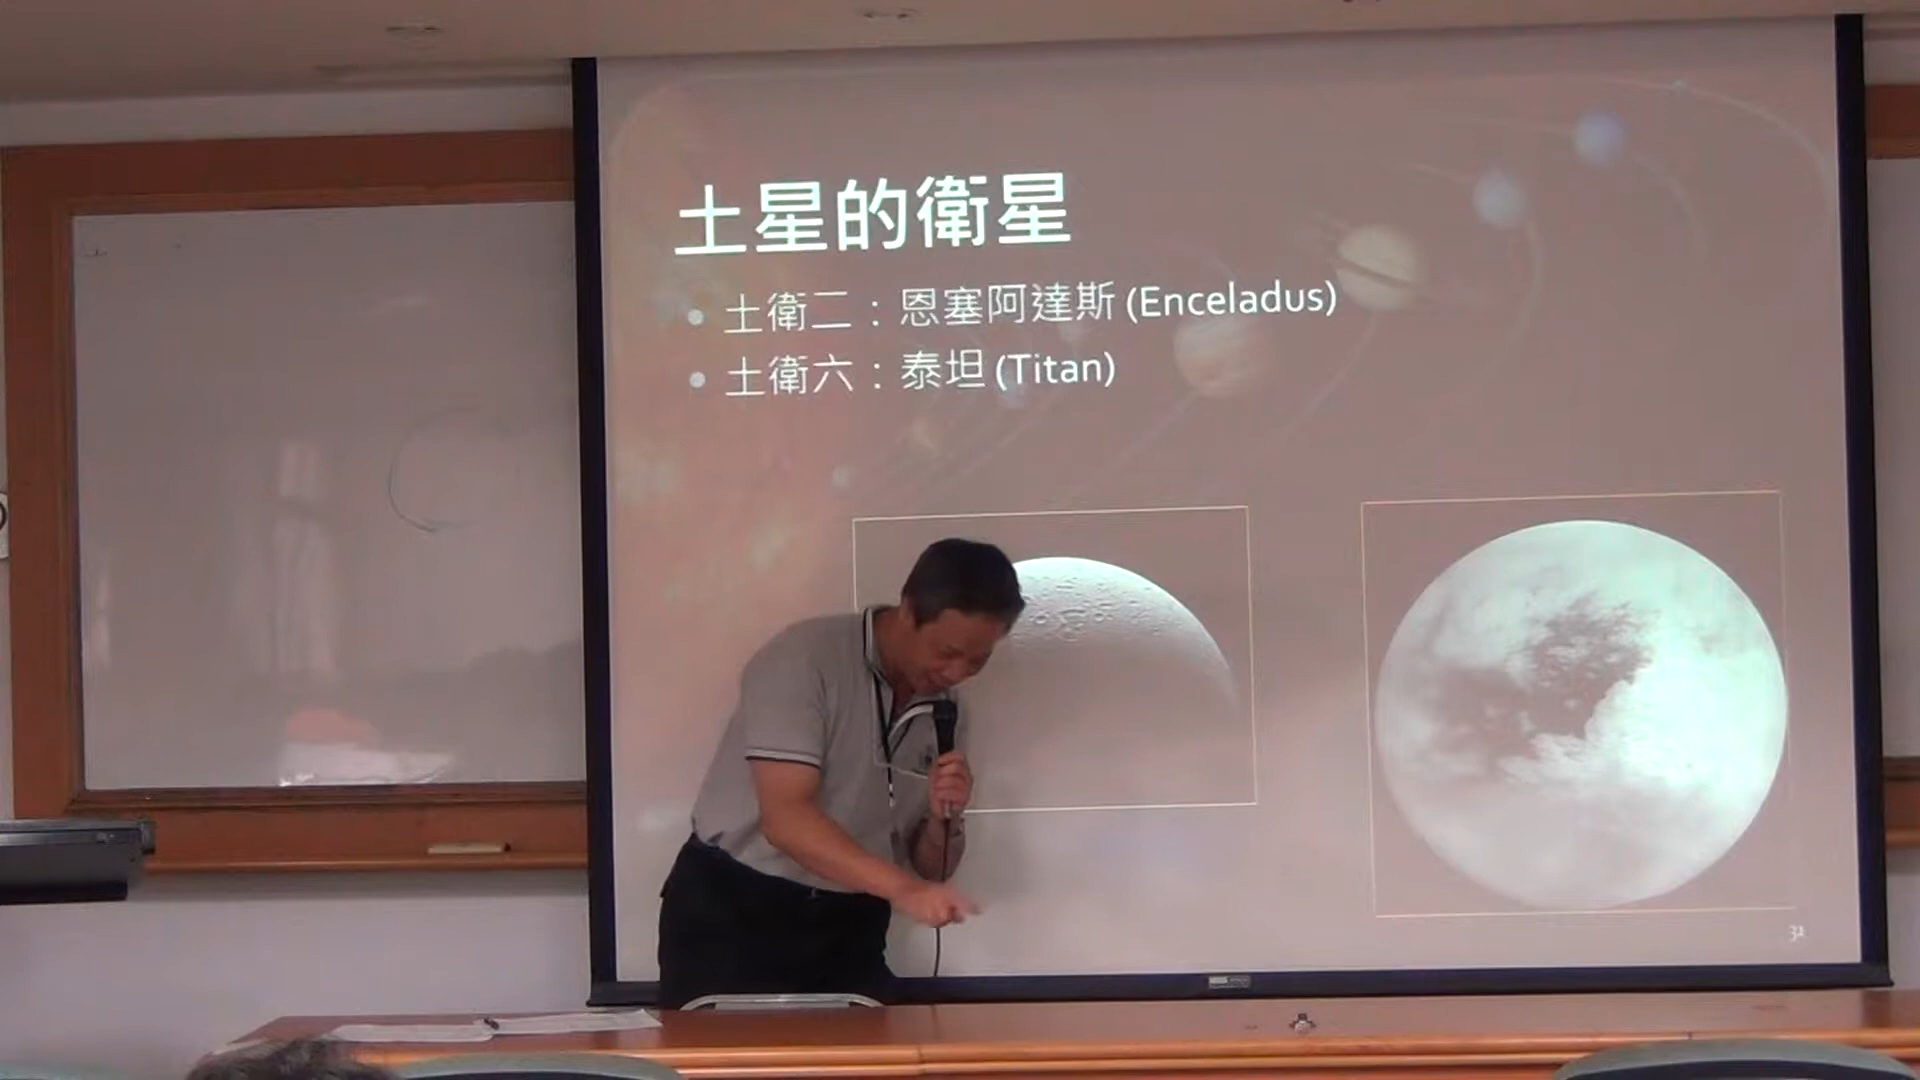 土星的衛星
• 土衛二：恩塞阿達斯 (Enceladus)
• 土衛六：泰坦 (Titan)
31